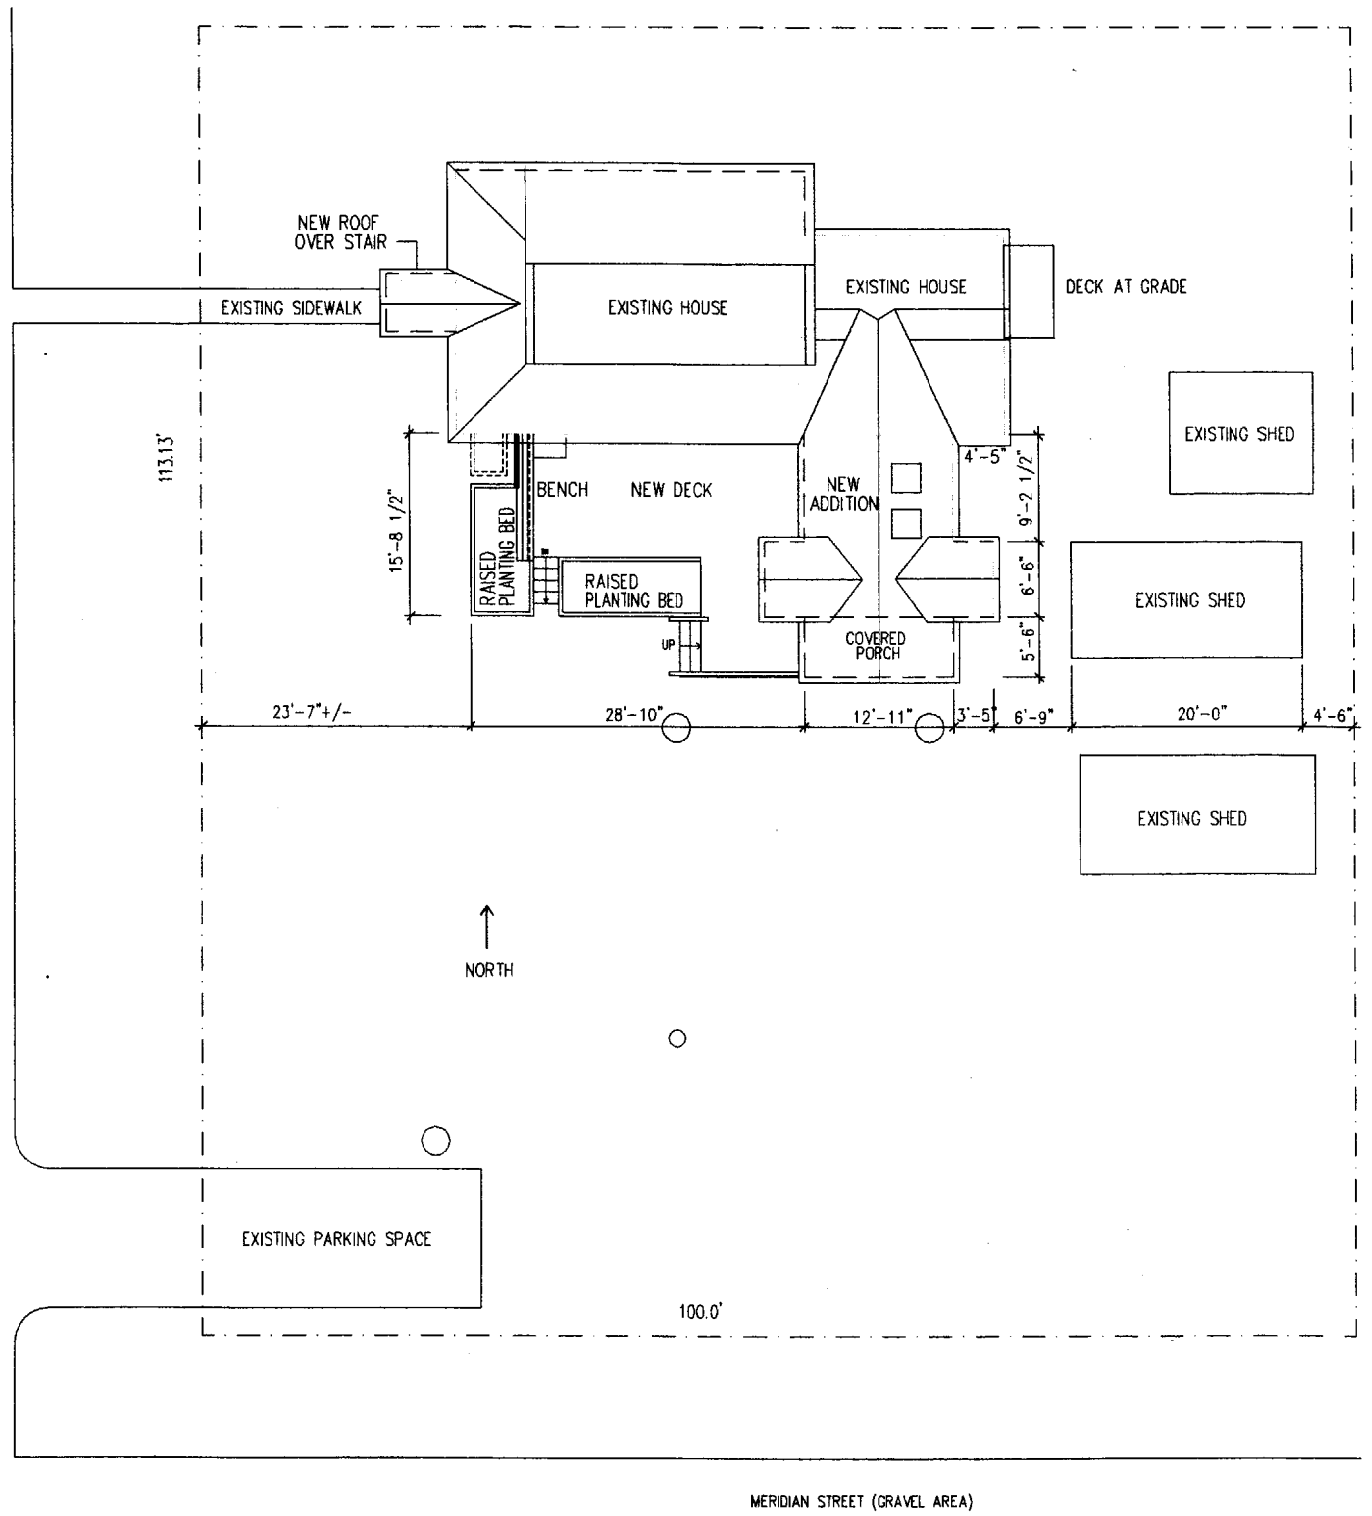 NEW ROOF
OVER STAIR
EXISTING SIDEWALK
EXISTING HOUSE
EXISTING HOUSE
DECK AT GRADE
113.13'
EXISTING SHED
15'-8 1/2"
BENCH
NEW DECK
NEW
ADDITION
4'-5"
9'-2 1/2"
RAISED
PLANTING BED
RAISED
PLANTING BED
6'-6"
EXISTING SHED
UP
COVERED
PORCH
5'-6"
23'-7"+/-
28'-10"
12'-11"
3'-5"
6'-9"
20'-0"
4'-6"
EXISTING SHED
NORTH
EXISTING PARKING SPACE
100.0'
MERIDIAN STREET (GRAVEL AREA)